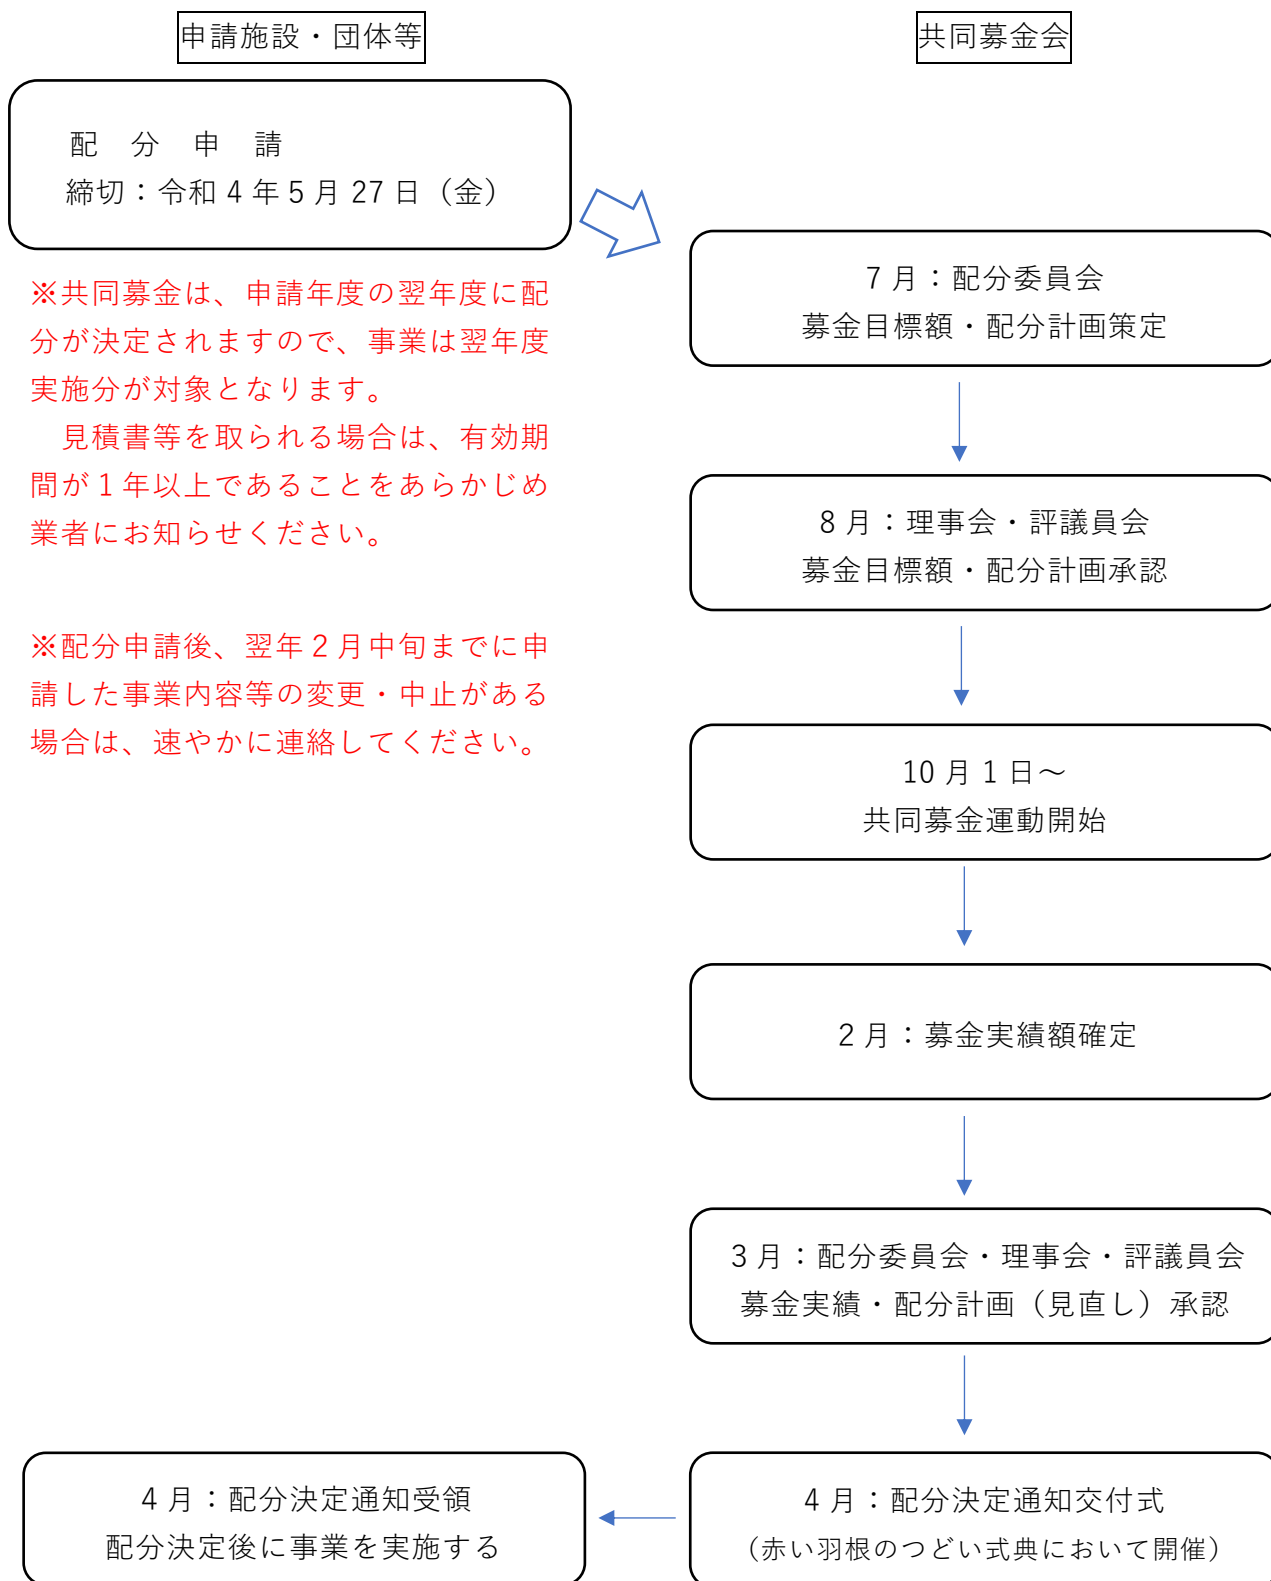 申請施設・団体等
共同募金会
配　分　申　請
締切：令和４年５月 27 日（金）
※共同募金は、申請年度の翌年度に配
分が決定されますので、事業は翌年度
実施分が対象となります。
　見積書等を取られる場合は、有効期
間が１年以上であることをあらかじめ
業者にお知らせください。
※配分申請後、翌年２月中旬までに申
請した事業内容等の変更・中止がある
場合は、速やかに連絡してください。
７月：配分委員会
募金目標額・配分計画策定
８月：理事会・評議員会
募金目標額・配分計画承認
10 月１日～
共同募金運動開始
２月：募金実績額確定
３月：配分委員会・理事会・評議員会
募金実績・配分計画（見直し）承認
４月：配分決定通知交付式
（赤い羽根のつどい式典において開催）
４月：配分決定通知受領
配分決定後に事業を実施する